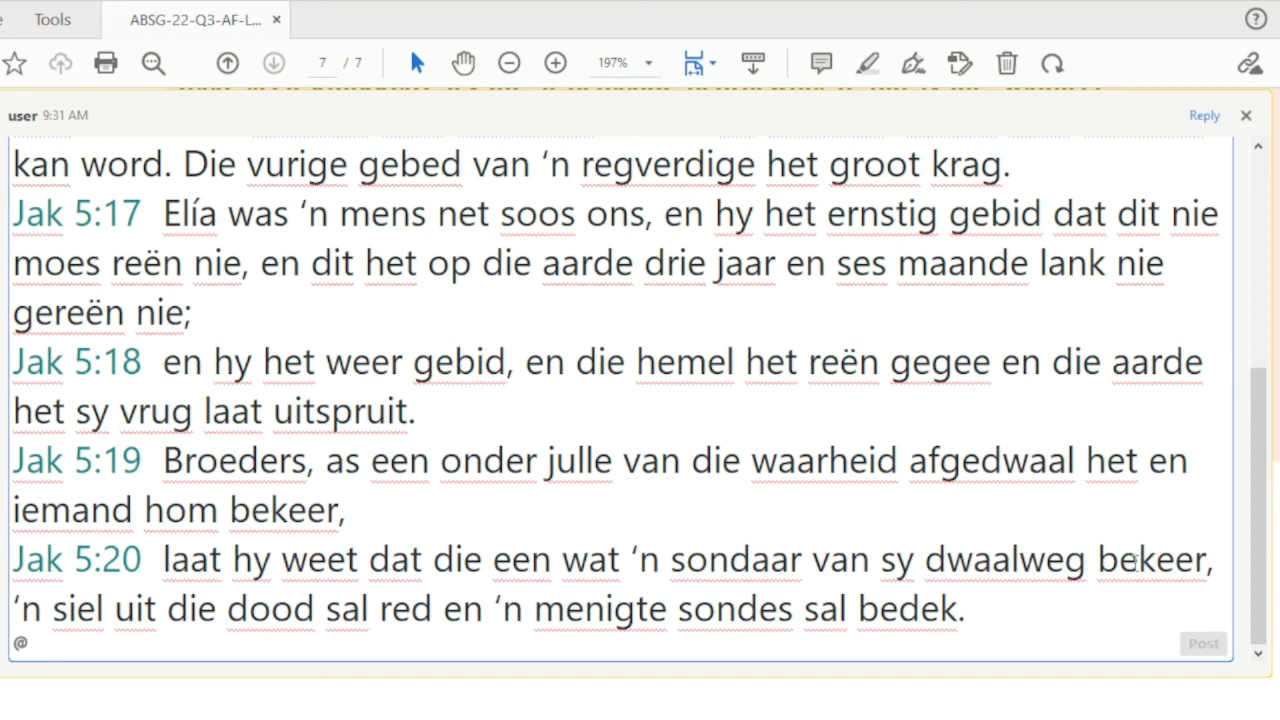 Tools
ABSG-22-Q3-AF-L... ×
7 / 7
197%
user 9:31 AM
Reply
kan word. Die vurige gebed van ‘n regverdige het groot krag.
Jak 5:17 Elía was ‘n mens net soos ons, en hy het ernstig gebid dat dit nie
moes reën nie, en dit het op die aarde drie jaar en ses maande lank nie
gereën nie;
Jak 5:18 en hy het weer gebid, en die hemel het reën gegee en die aarde
het sy vrug laat uitspruit.
Jak 5:19 Broeders, as een onder julle van die waarheid afgedwaal het en
iemand hom bekeer,
Jak 5:20 laat hy weet dat die een wat ‘n sondaar van sy dwaalweg bekeer,
‘n siel uit die dood sal red en ‘n menigte sondes sal bedek.
@
Post